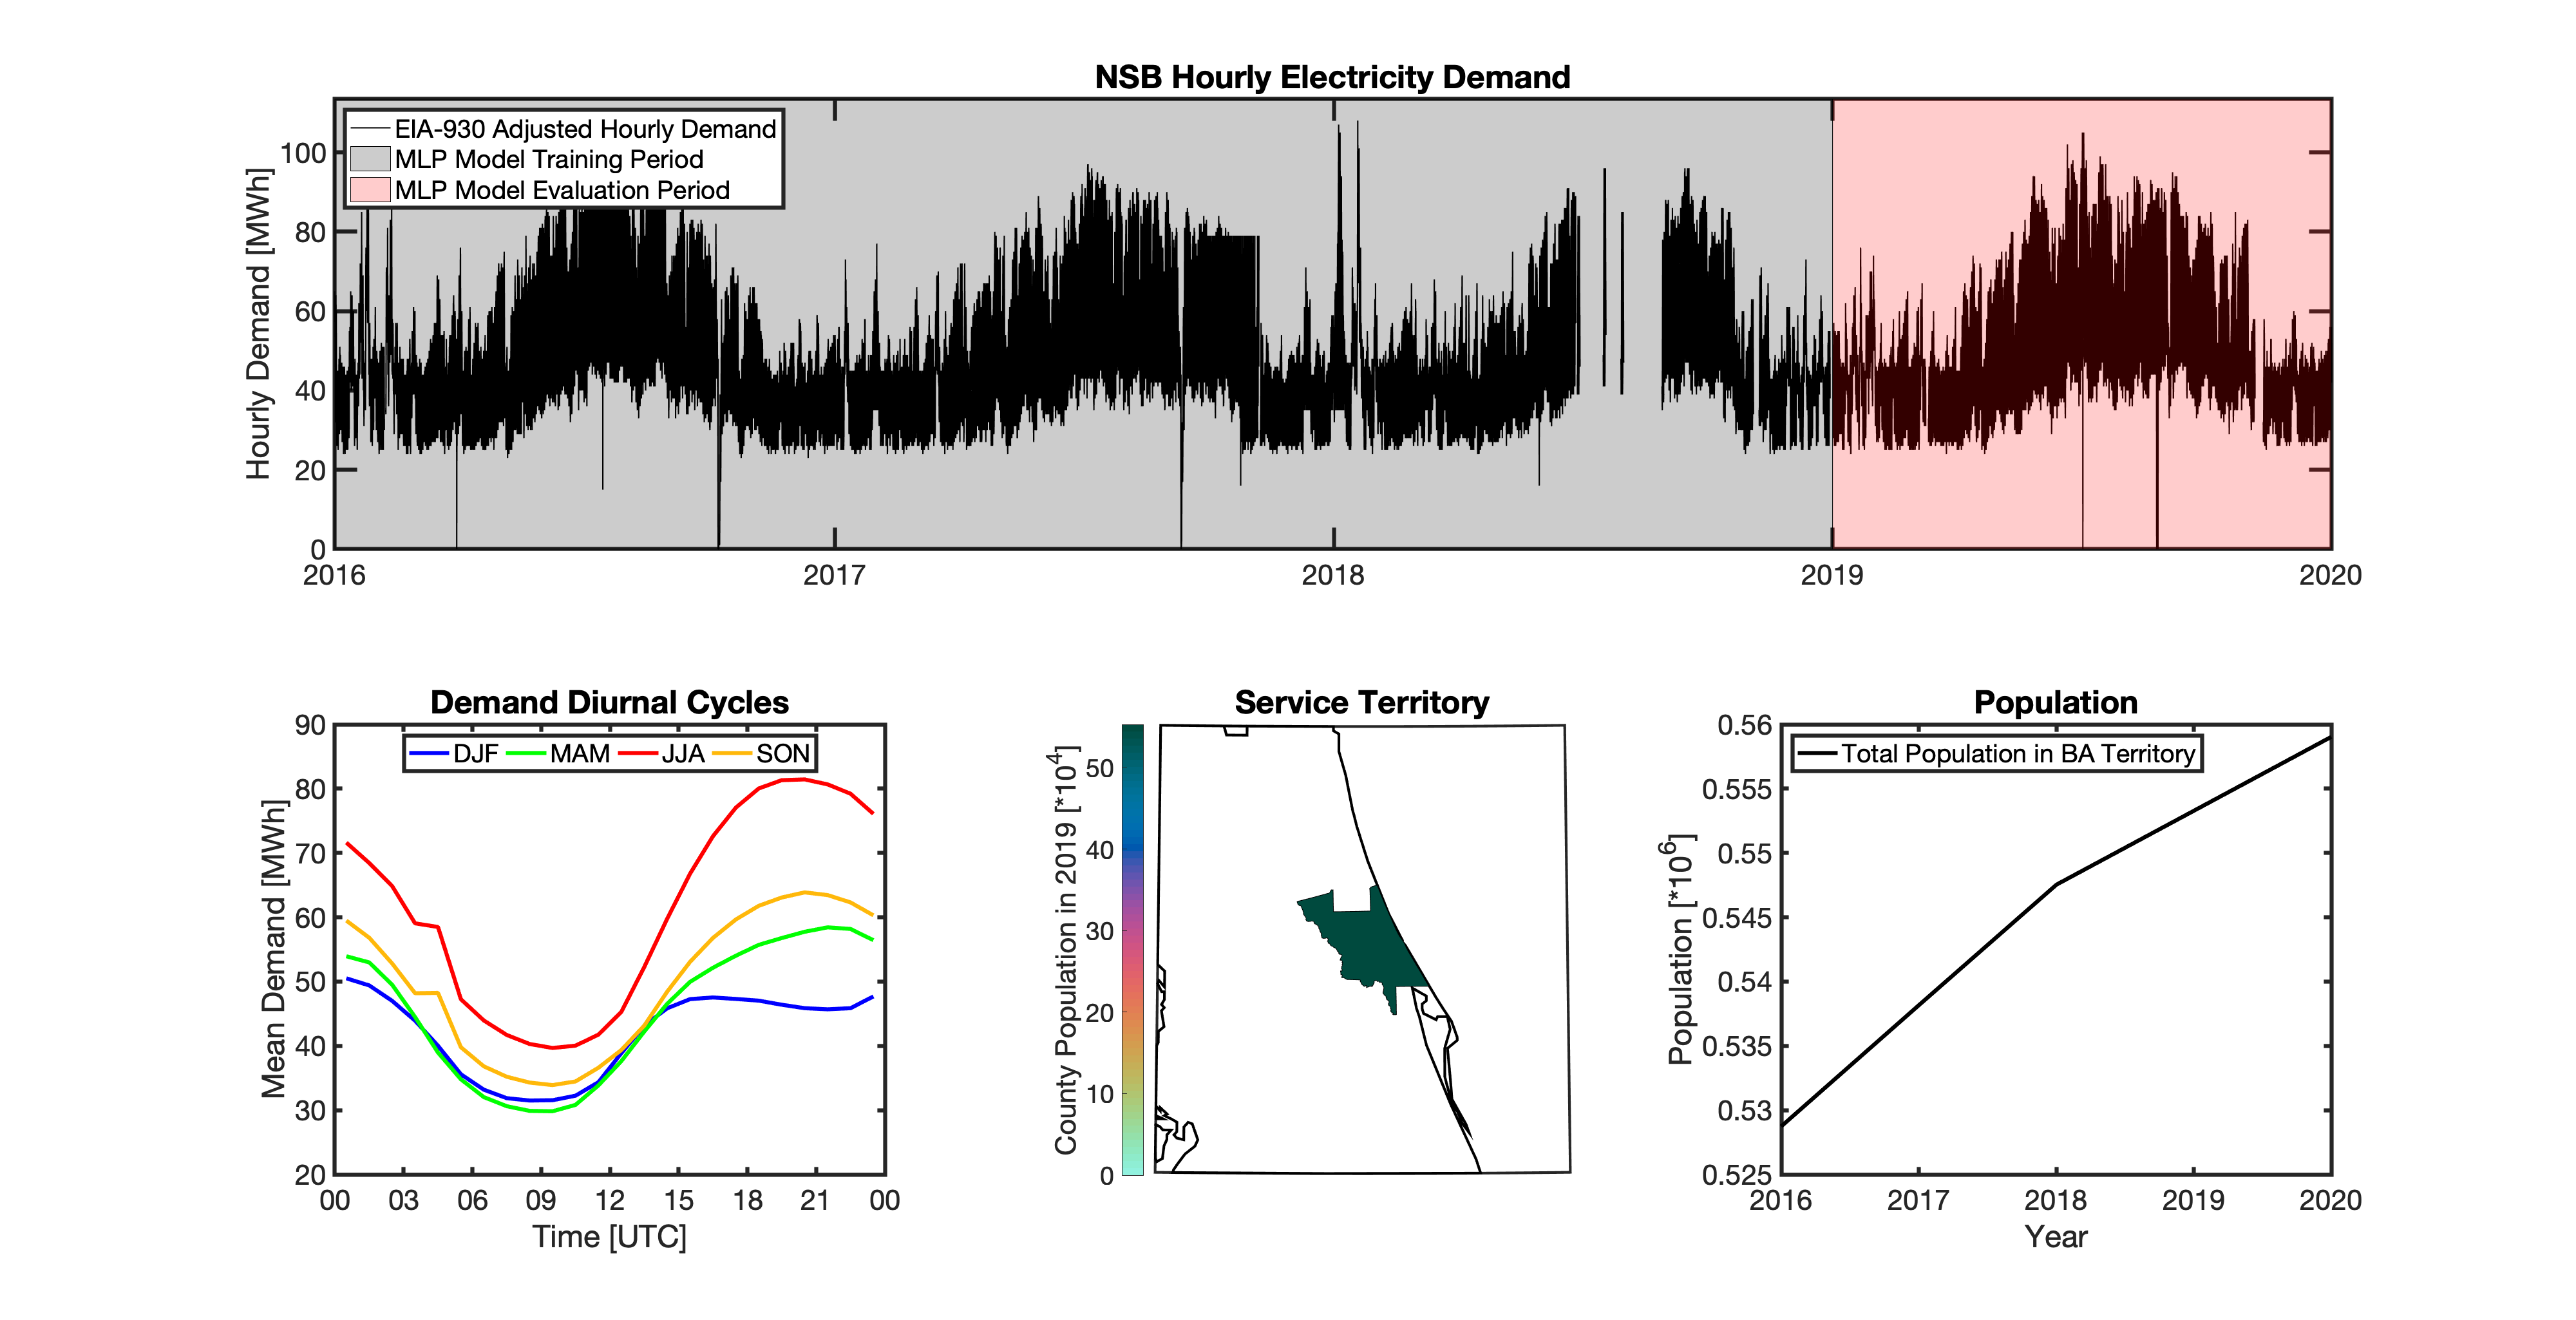 NSB Hourly Electricity Demand
EIA-930 Adjusted Hourly Demand
MLP Model Training Period
MLP Model Evaluation Period
Hourly Demand [MWh]
100
80
60
40
20
0
2016
2017
2018
2019
2020
Demand Diurnal Cycles
DJF
MAM
JJA
SON
Mean Demand [MWh]
90
80
70
60
50
40
30
20
00
03
06
09
12
15
18
21
00
Time [UTC]
Service Territory
County Population in 2019 [*10^4]
50
40
30
20
10
0
Population
Total Population in BA Territory
Population [*10^6]
0.56
0.555
0.55
0.545
0.54
0.535
0.53
0.525
2016
2017
2018
2019
2020
Year